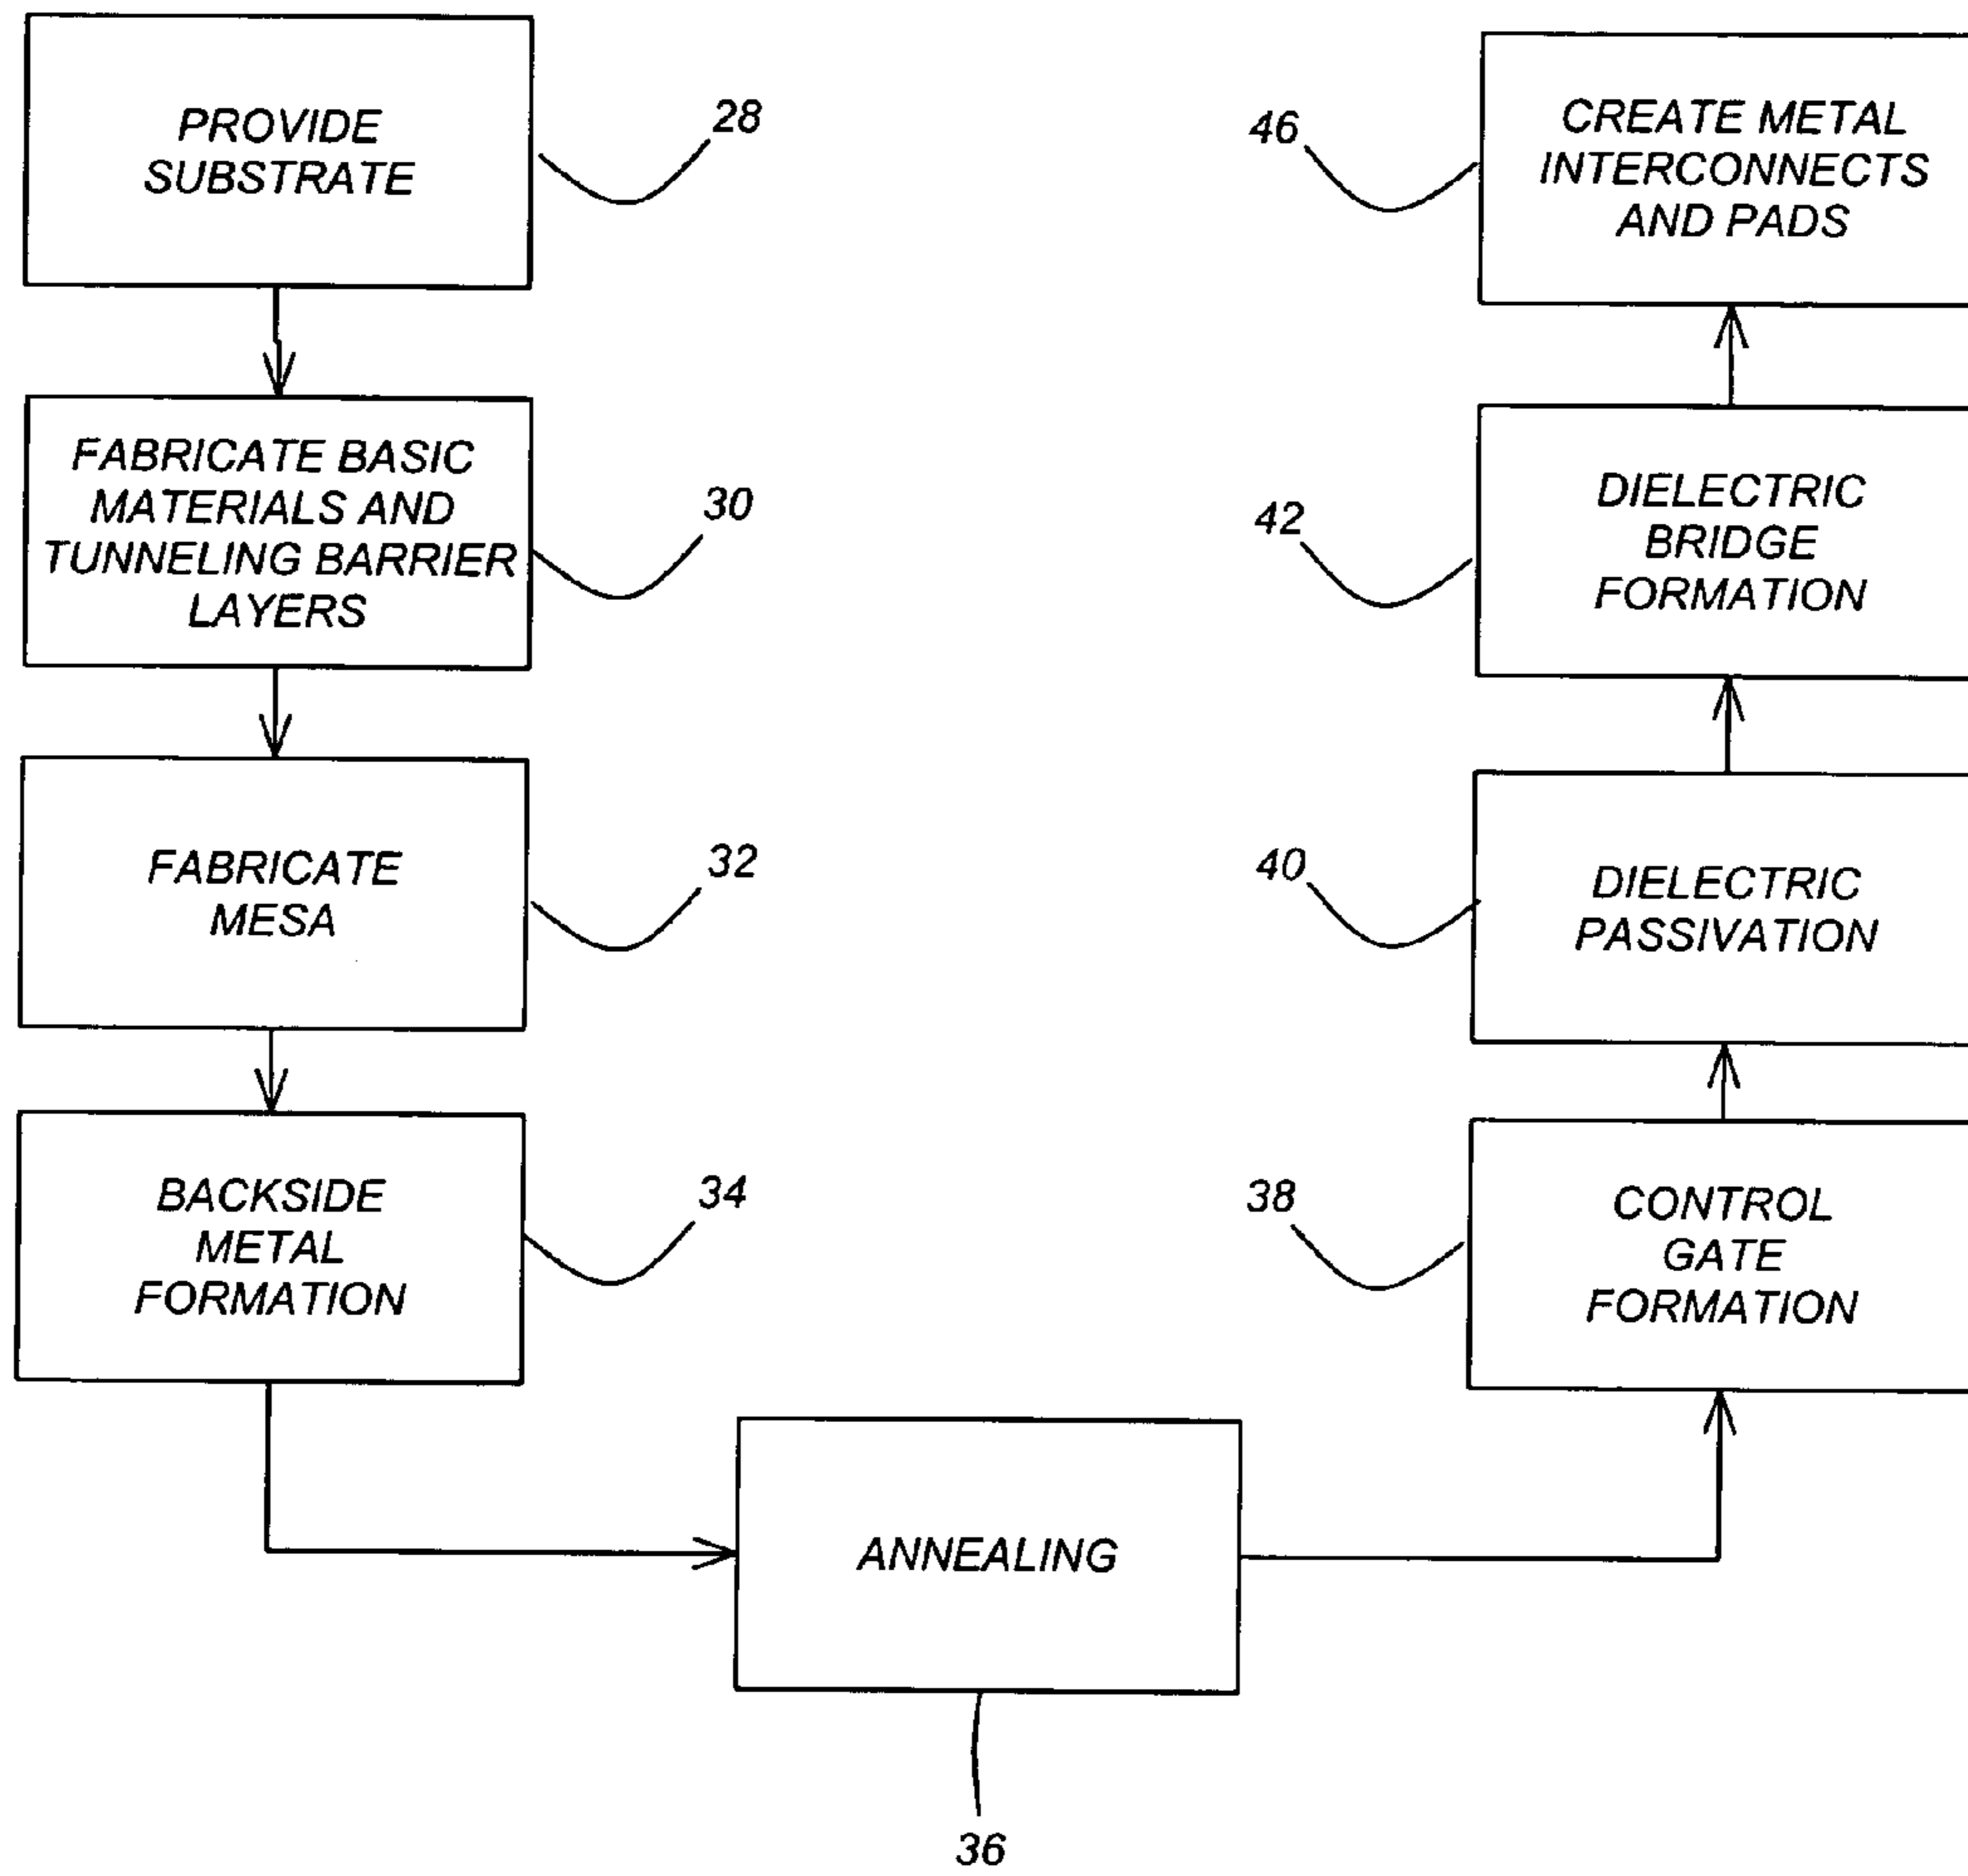 PROVIDE
SUBSTRATE
28
FABRICATE BASIC
MATERIALS AND
TUNNELING BARRIER
LAYERS
30
FABRICATE
MESA
32
BACKSIDE
METAL
FORMATION
34
ANNEALING
36
CONTROL
GATE
FORMATION
38
DIELECTRIC
PASSIVATION
40
DIELECTRIC
BRIDGE
FORMATION
42
CREATE METAL
INTERCONNECTS
AND PADS
46